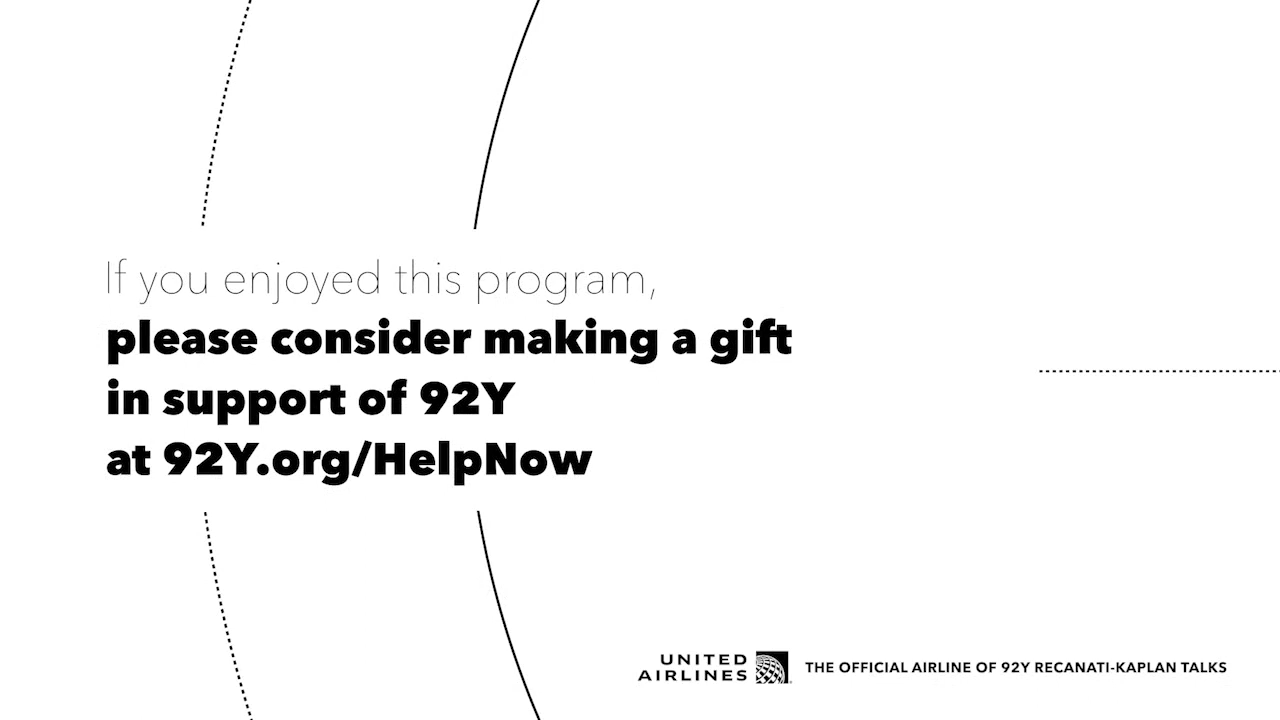 If you enjoyed this program,
please consider making a gift
in support of 92Y
at 92Y.org/HelpNow
UNITED
AIRLINES
THE OFFICIAL AIRLINE OF 92Y RECANATI-KAPLAN TALKS